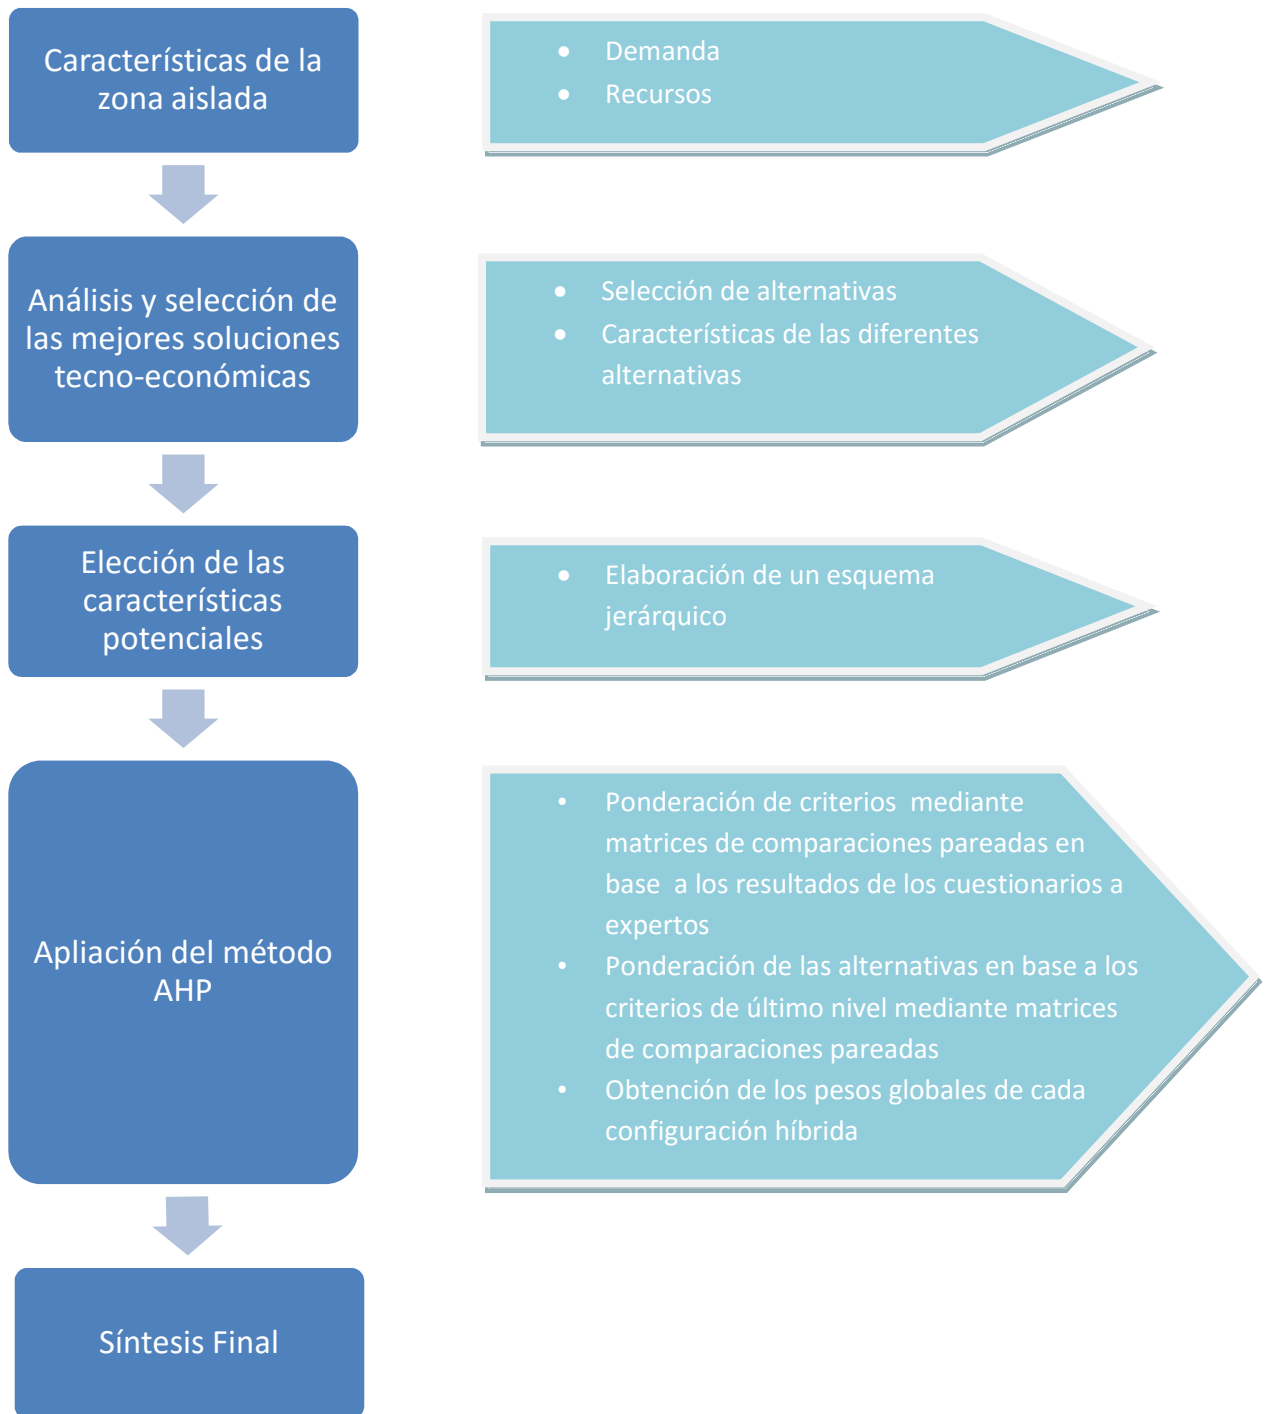 Características de la
zona aislada
• Demanda
• Recursos
Análisis y selección de
las mejores soluciones
tecno-económicas
• Selección de alternativas
• Características de las diferentes
alternativas
Elección de las
características
potenciales
• Elaboración de un esquema
jerárquico
Apliación del método
AHP
• Ponderación de criterios mediante
matrices de comparaciones pareadas en
base a los resultados de los cuestionarios a
expertos
• Ponderación de las alternativas en base a los
criterios de último nivel mediante matrices
de comparaciones pareadas
• Obtención de los pesos globales de cada
configuración híbrida
Síntesis Final